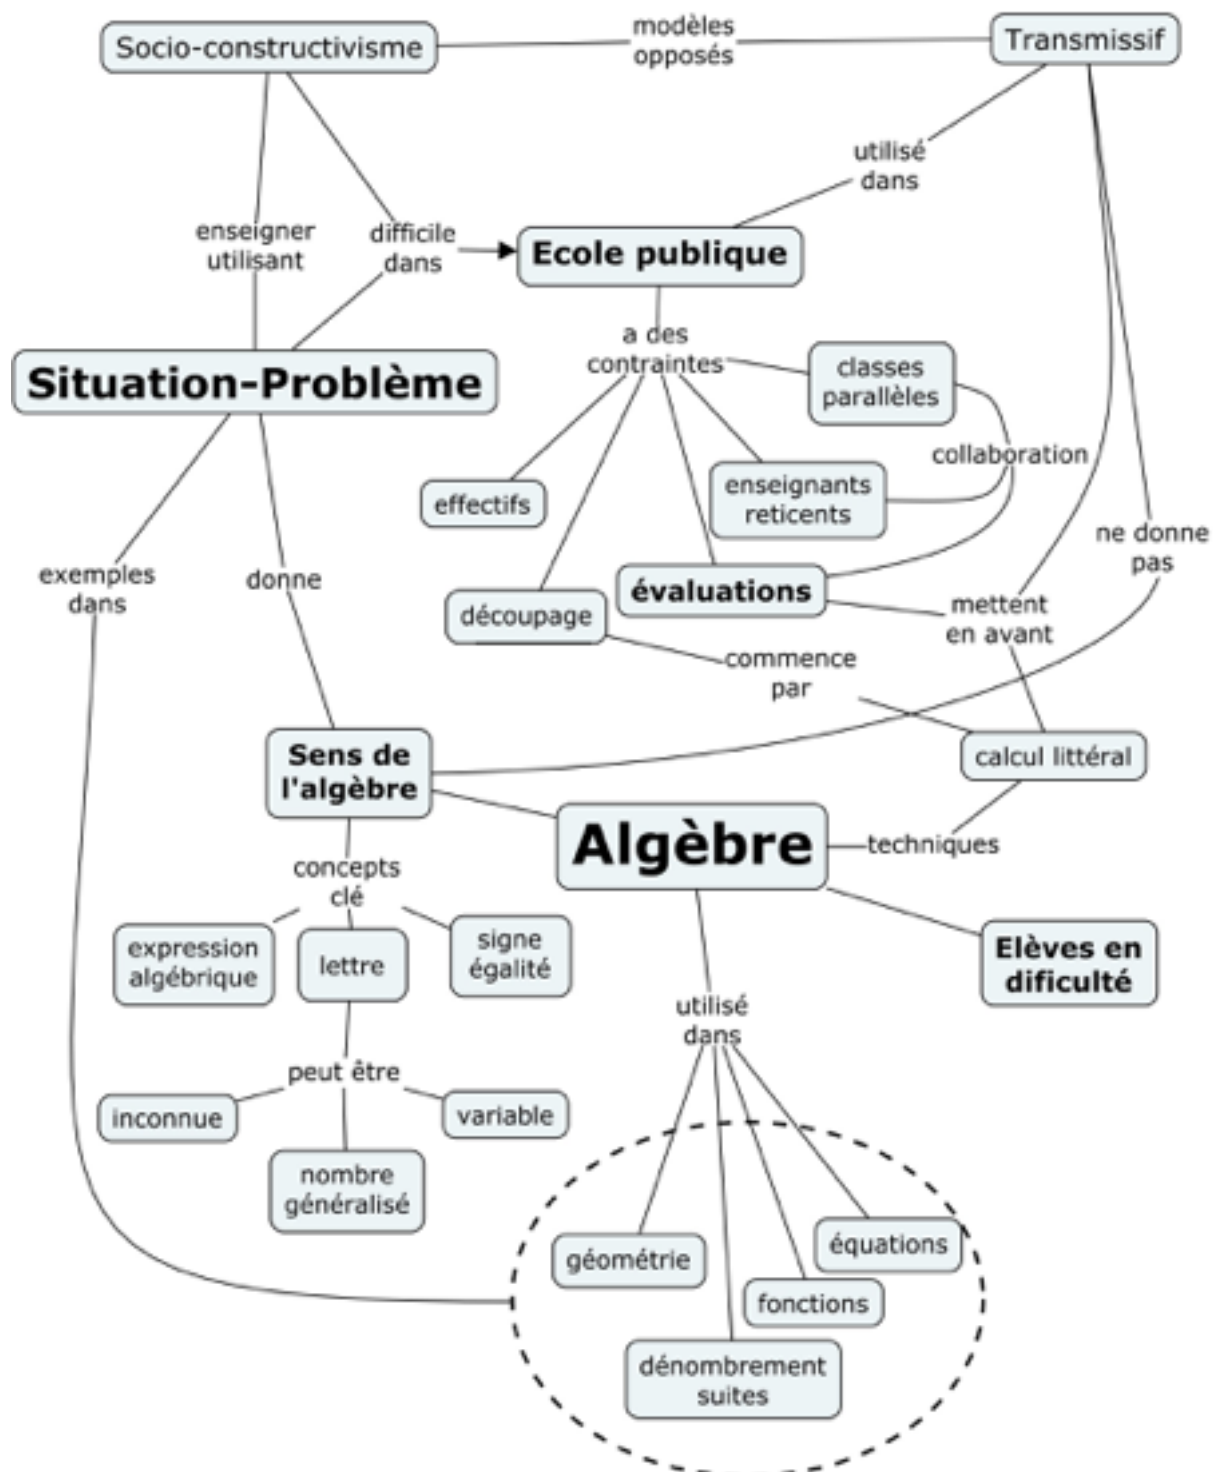 Socio-constructivisme
modèles
opposés
Transmissif
utilisé
dans
enseigner
utilisant
difficile
dans
Ecole publique
a des
contraintes
classes
parallèles
Situation-Problème
collaboration
effectifs
enseignants
reticents
ne donne
pas
exemples
dans
donne
évaluations
découpage
mettent
en avant
commence
par
Sens de
l'algèbre
calcul littéral
Algèbre
techniques
concepts
clé
expression
algébrique
lettre
signe
égalité
Elèves en
dificulté
utilisé
dans
peut être
inconnue
variable
nombre
généralisé
géométrie
équations
fonctions
dénombrement
suites